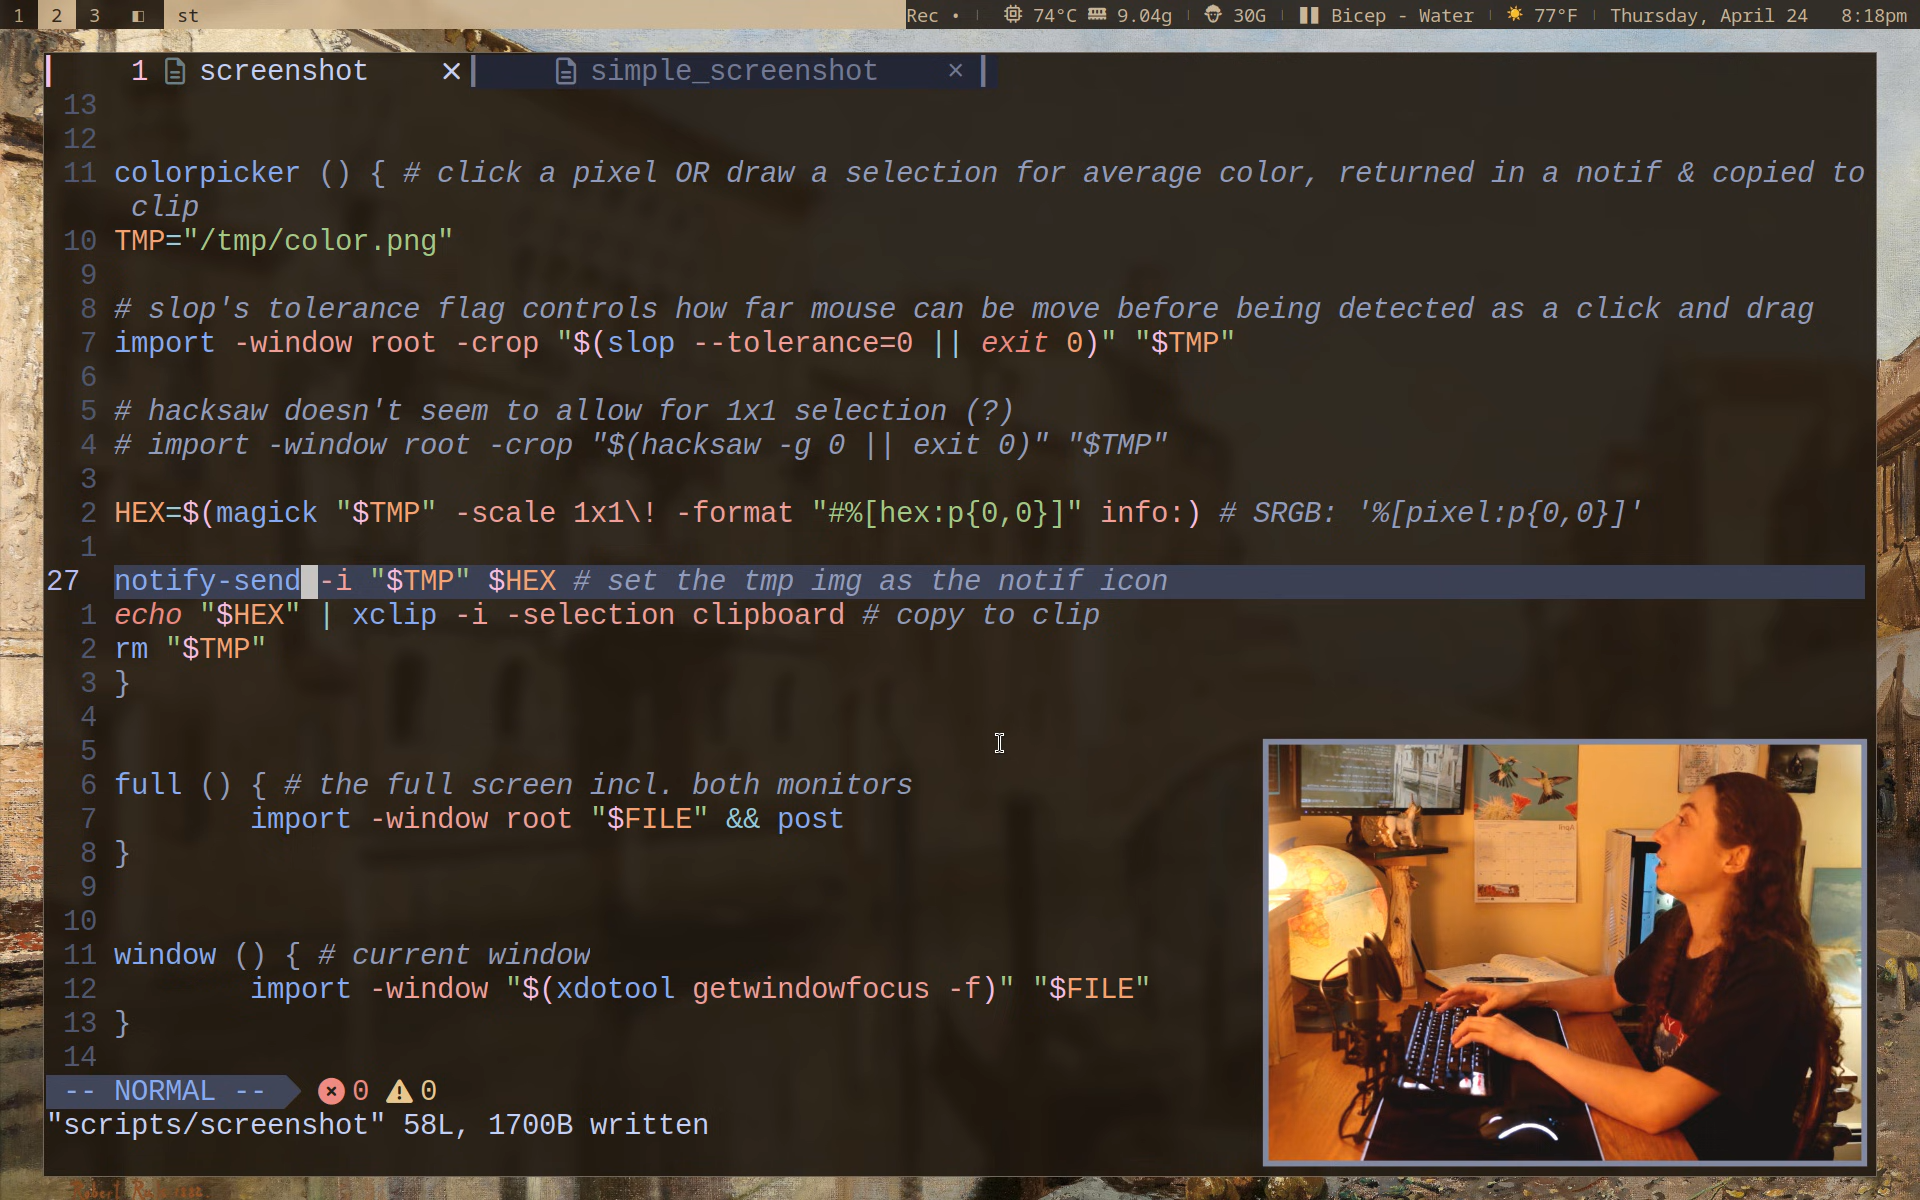 1 2 3 st Rec • 74°C 9.04g 30G Bicep - Water 77°F Thursday, April 24 8:18pm
1 screenshot × simple_screenshot ×
13
12
11 colorpicker () { # click a pixel OR draw a selection for average color, returned in a notif & copied to
clip
10 TMP="/tmp/color.png"
9
8 # slop's tolerance flag controls how far mouse can be move before being detected as a click and drag
7 import -window root -crop "$(slop --tolerance=0 || exit 0)" "$TMP"
6
5 # hacksaw doesn't seem to allow for 1x1 selection (?)
4 # import -window root -crop "$(hacksaw -g 0 || exit 0)" "$TMP"
3
2 HEX=$(magick "$TMP" -scale 1x1\! -format "#%[hex:p{0,0}]" info:) # SRGB: '%[pixel:p{0,0}]'
1
27 notify-send -i "$TMP" $HEX # set the tmp img as the notif icon
1 echo "$HEX" | xclip -i -selection clipboard # copy to clip
2 rm "$TMP"
3 }
4
5
6 full () { # the full screen incl. both monitors
7 import -window root "$FILE" && post
8 }
9
10
11 window () { # current window
12 import -window "$(xdotool getwindowfocus -f)" "$FILE"
13 }
14
-- NORMAL -- 0 0
"scripts/screenshot" 58L, 1700B written